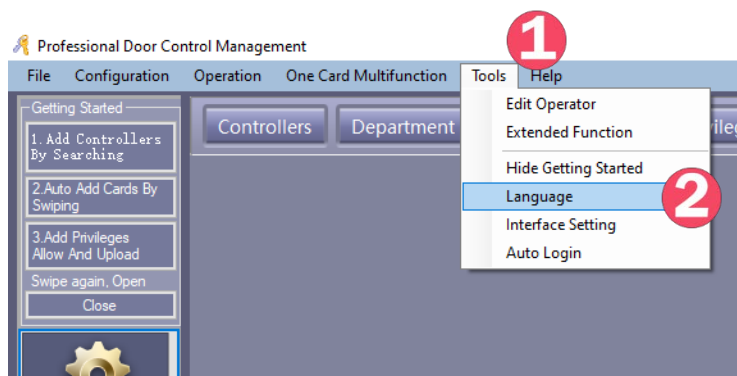 Professional Door Control Management
1
File Configuration Operation One Card Multifunction Tools Help
Getting Started
1.Add Controllers
By Searching
2.Auto Add Cards By
Swiping
3.Add Privileges
Allow And Upload
Swipe again, Open
Close
Controllers Department
Edit Operator
Extended Function
Hide Getting Started
Language
2
Interface Setting
Auto Login